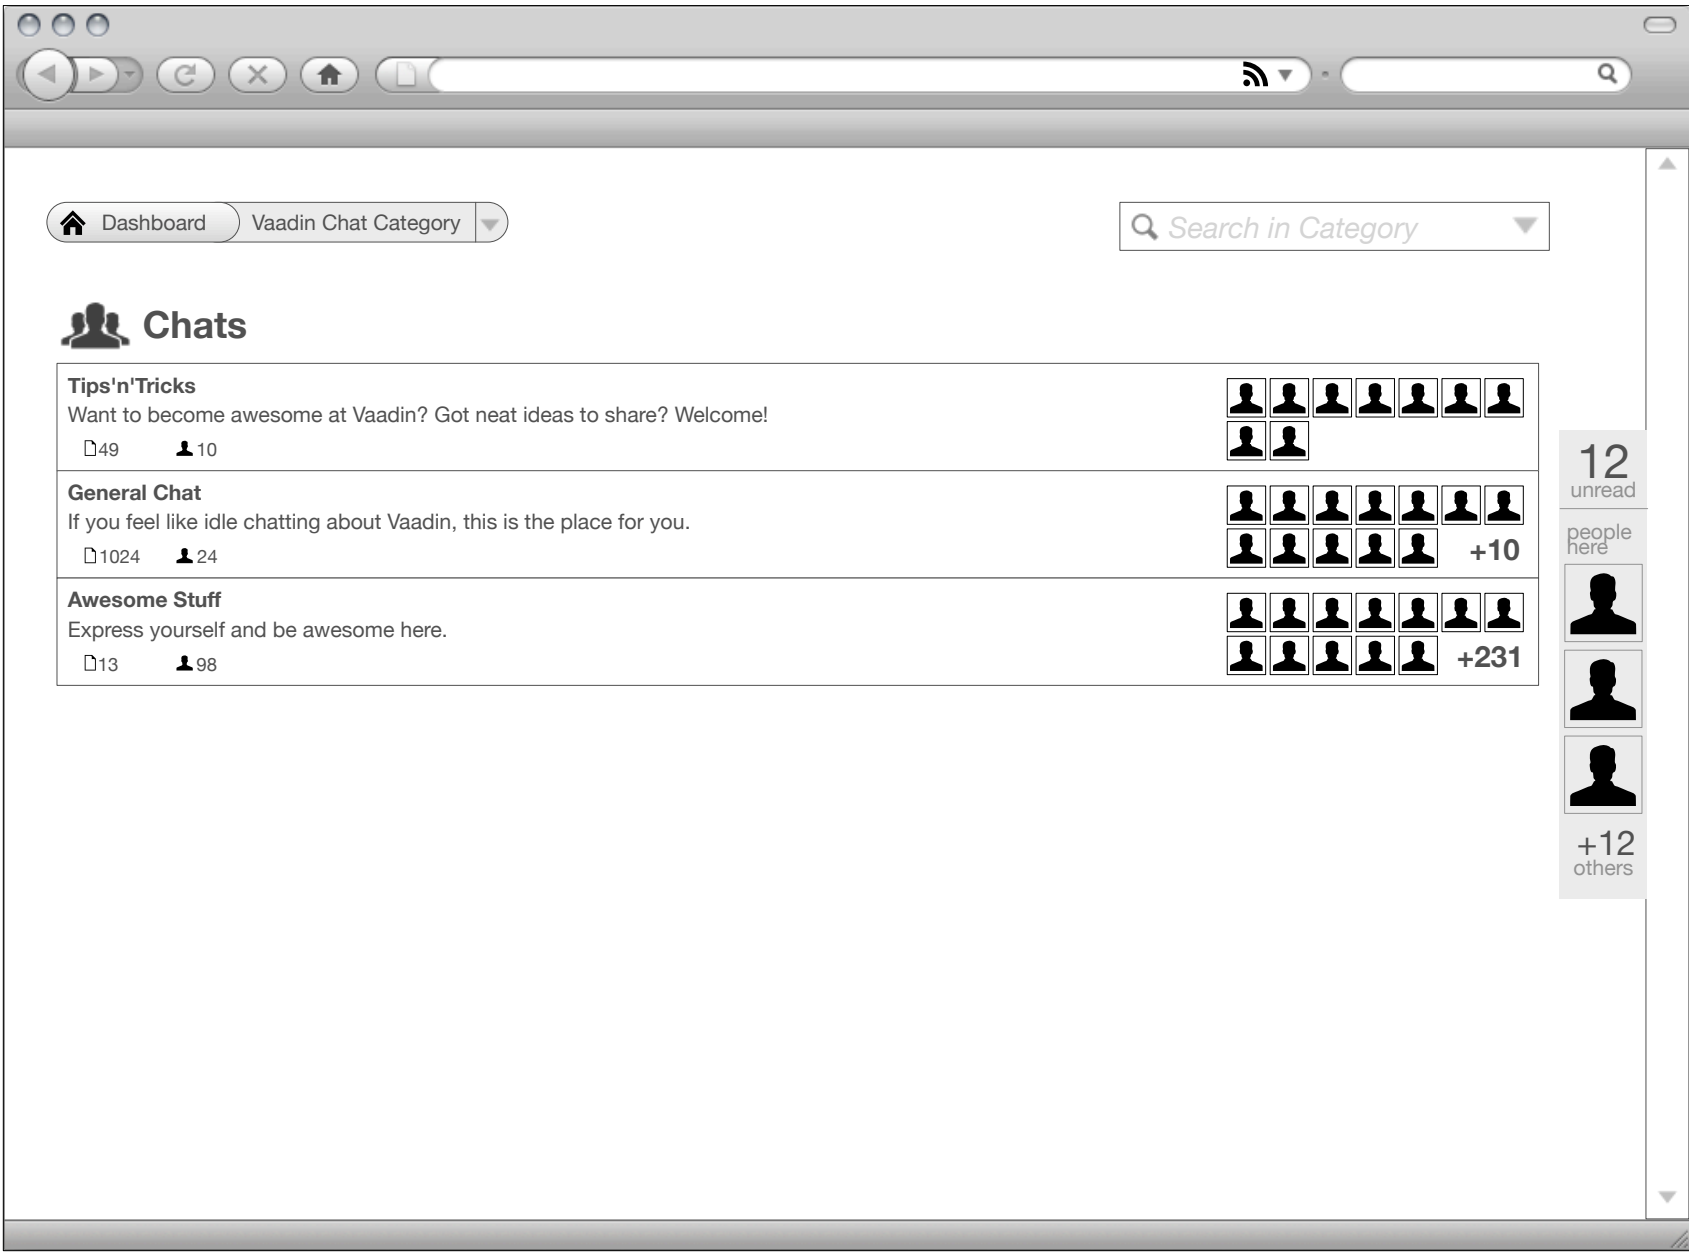 Dashboard
Vaadin Chat Category
Search in Category
Chats
Tips'n'Tricks
Want to become awesome at Vaadin? Got neat ideas to share? Welcome!
49 10
General Chat
If you feel like idle chatting about Vaadin, this is the place for you.
1024 24
+10
Awesome Stuff
Express yourself and be awesome here.
13 98
+231
12
unread
people
here
+12
others